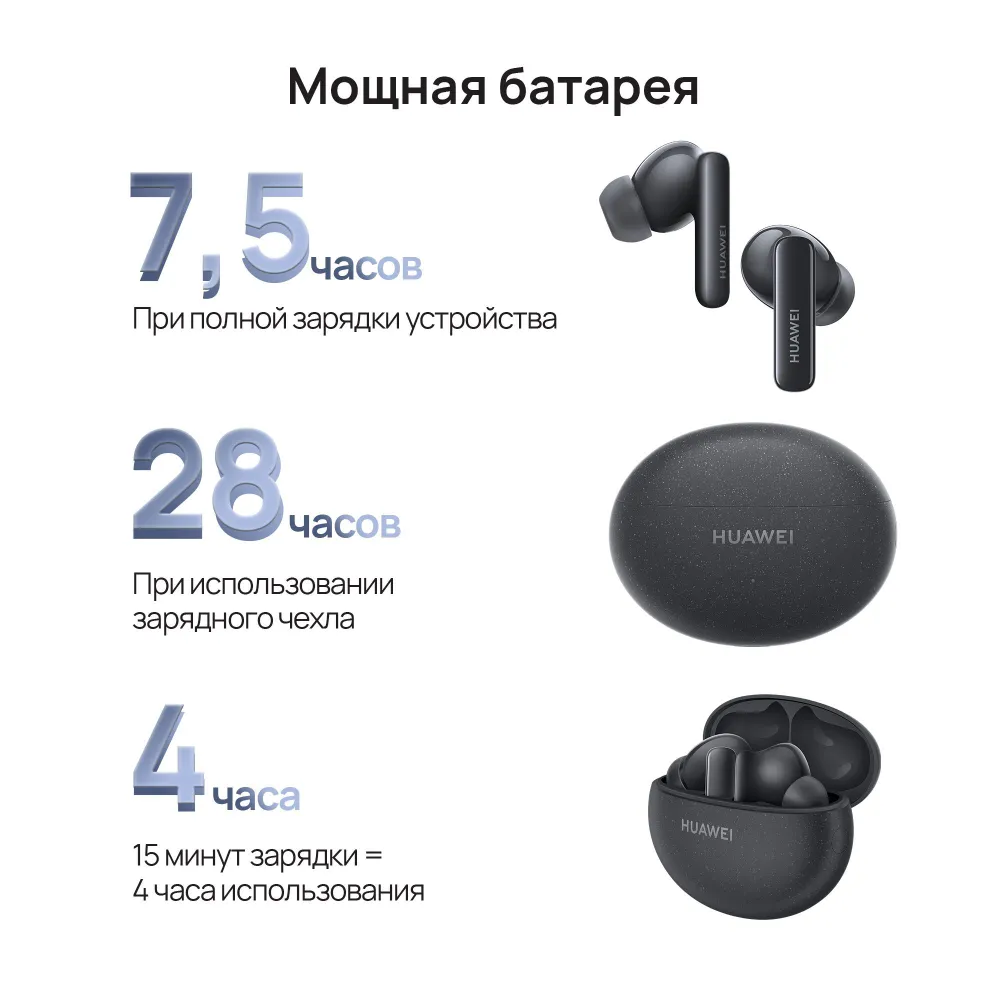 Мощная батарея
7,5 часов
При полной зарядки устройства
HUAWEI
HUAWEI
28 часов
При использовании
зарядного чехла
HUAWEI
4 часа
15 минут зарядки =
4 часа использования
HUAWEI